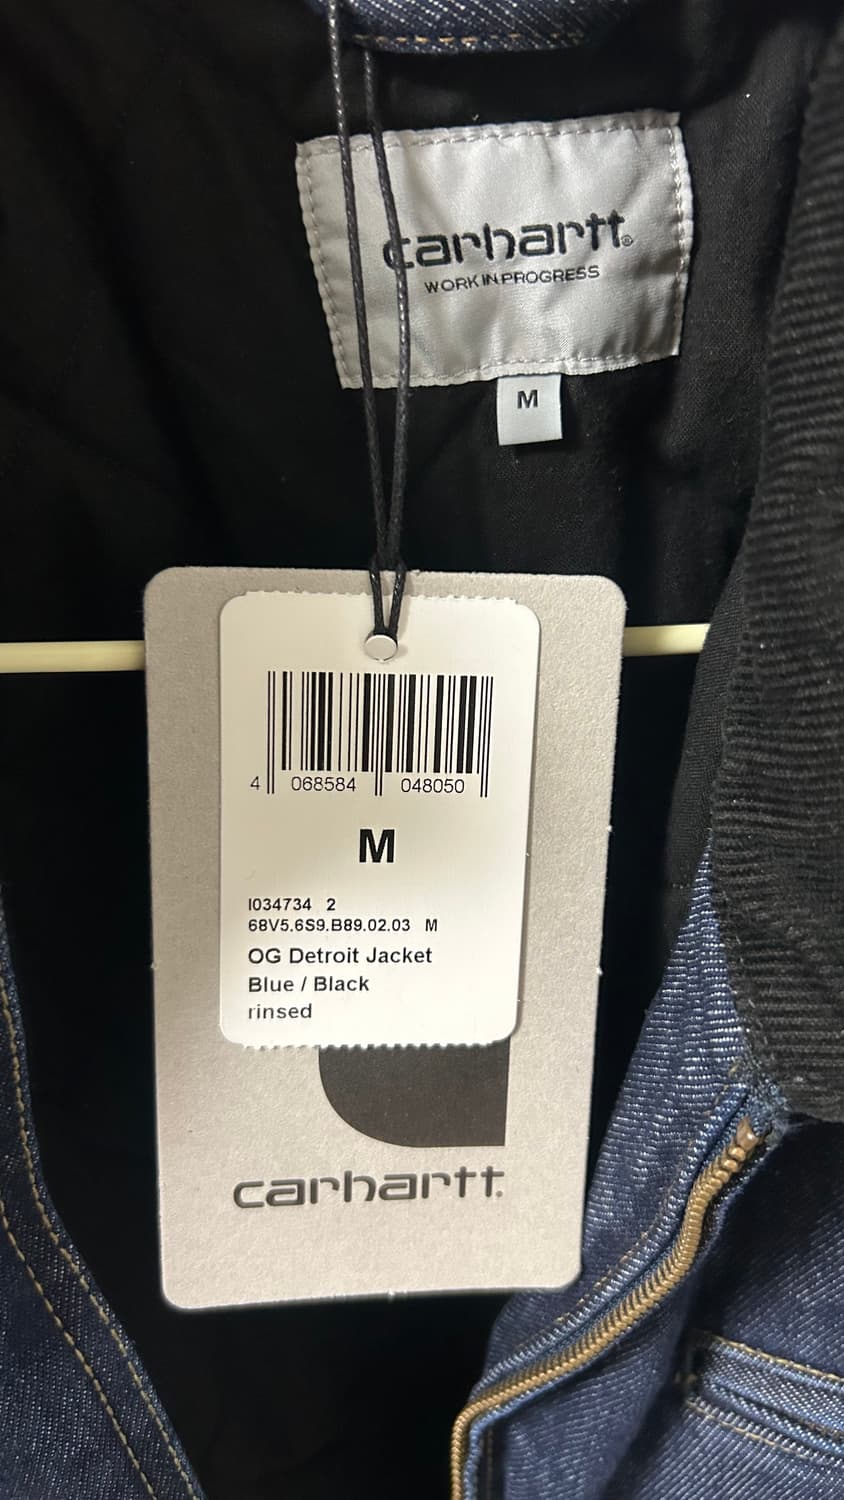 carhartt®
WORK IN PROGRESS
M
4 068584 048050
M
I034734 2
68V5.6S9.B89.02.03 M
OG Detroit Jacket
Blue / Black
rinsed
carhartt.